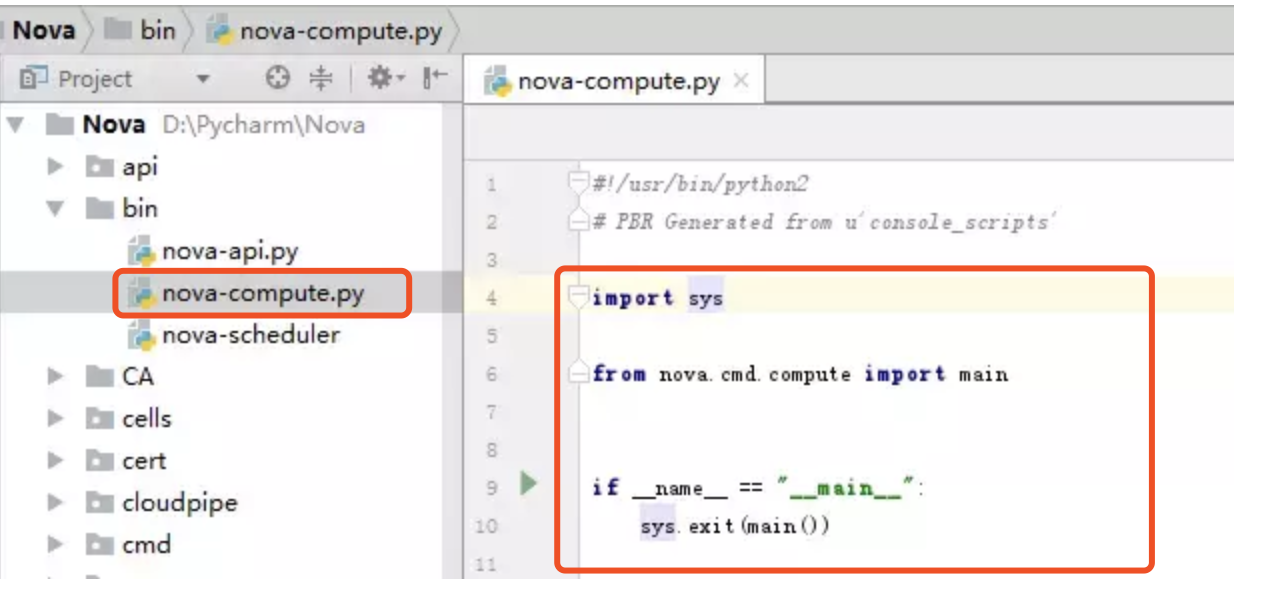 Nova bin nova-compute.py
Project
nova-compute.py
Nova D:\Pycharm\Nova
api
bin
nova-api.py
nova-compute.py
nova-scheduler
CA
cells
cert
cloudpipe
cmd
1 #!/usr/bin/python2
2 # PBR Generated from u'console_scripts'
3
4 import sys
5
6 from nova.cmd.compute import main
7
8
9 if __name__ == "__main__":
10 sys.exit(main())
11